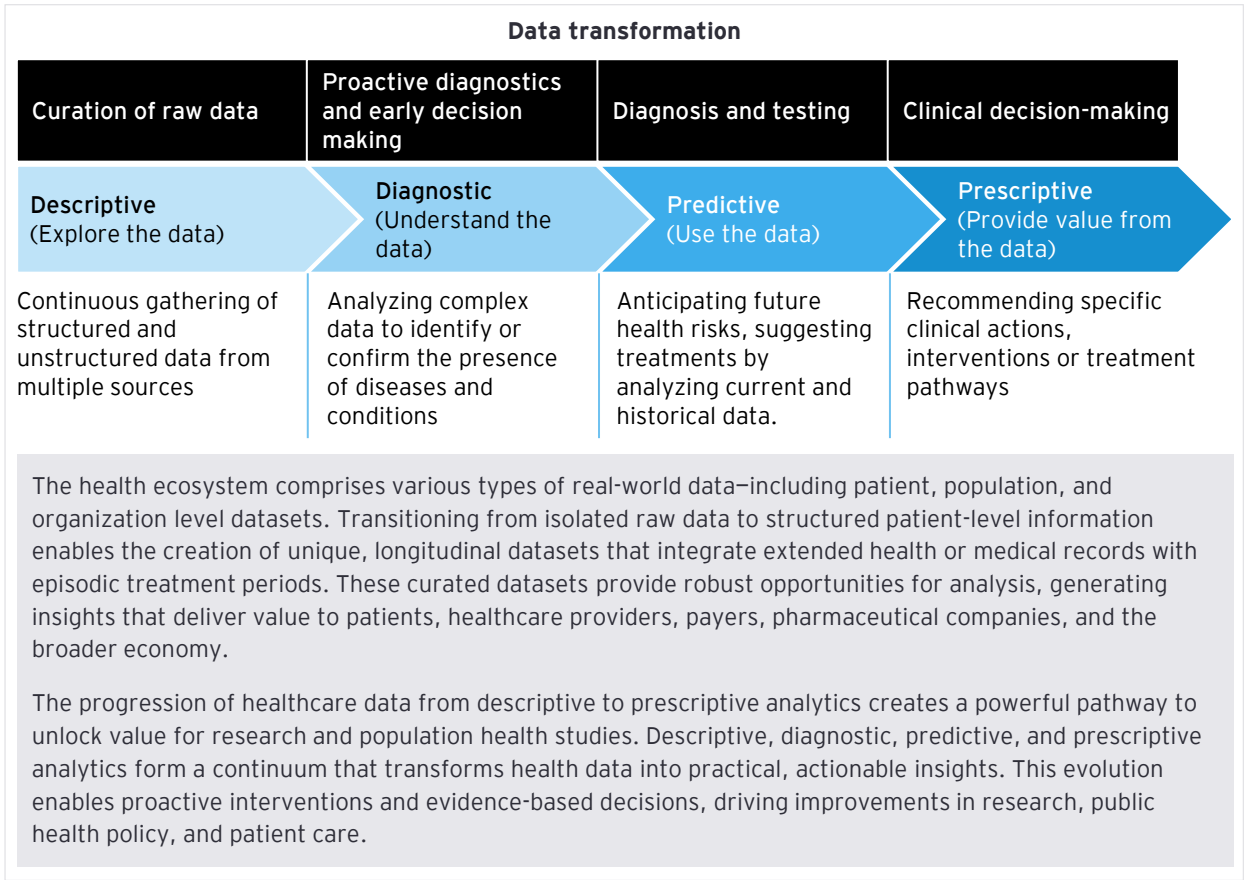 Data transformation
Curation of raw data
Proactive diagnostics
and early decision
making
Diagnosis and testing
Clinical decision-making
Descriptive
(Explore the data)
Diagnostic
(Understand the
data)
Predictive
(Use the data)
Prescriptive
(Provide value from
the data)
Continuous gathering of
structured and
unstructured data from
multiple sources
Analyzing complex
data to identify or
confirm the presence
of diseases and
conditions
Anticipating future
health risks, suggesting
treatments by
analyzing current and
historical data.
Recommending specific
clinical actions,
interventions or treatment
pathways
The health ecosystem comprises various types of real-world data—including patient, population, and
organization level datasets. Transitioning from isolated raw data to structured patient-level information
enables the creation of unique, longitudinal datasets that integrate extended health or medical records with
episodic treatment periods. These curated datasets provide robust opportunities for analysis, generating
insights that deliver value to patients, healthcare providers, payers, pharmaceutical companies, and the
broader economy.
The progression of healthcare data from descriptive to prescriptive analytics creates a powerful pathway to
unlock value for research and population health studies. Descriptive, diagnostic, predictive, and prescriptive
analytics form a continuum that transforms health data into practical, actionable insights. This evolution
enables proactive interventions and evidence-based decisions, driving improvements in research, public
health policy, and patient care.